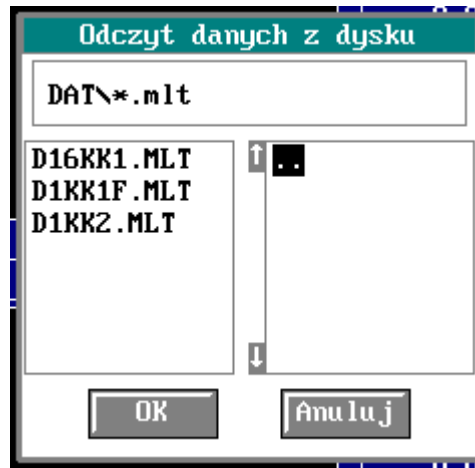 Odczyt danych z dysku
DAT\*.mlt
D16KK1.MLT
D1KK1F.MLT
D1KK2.MLT
..
OK
Anuluj